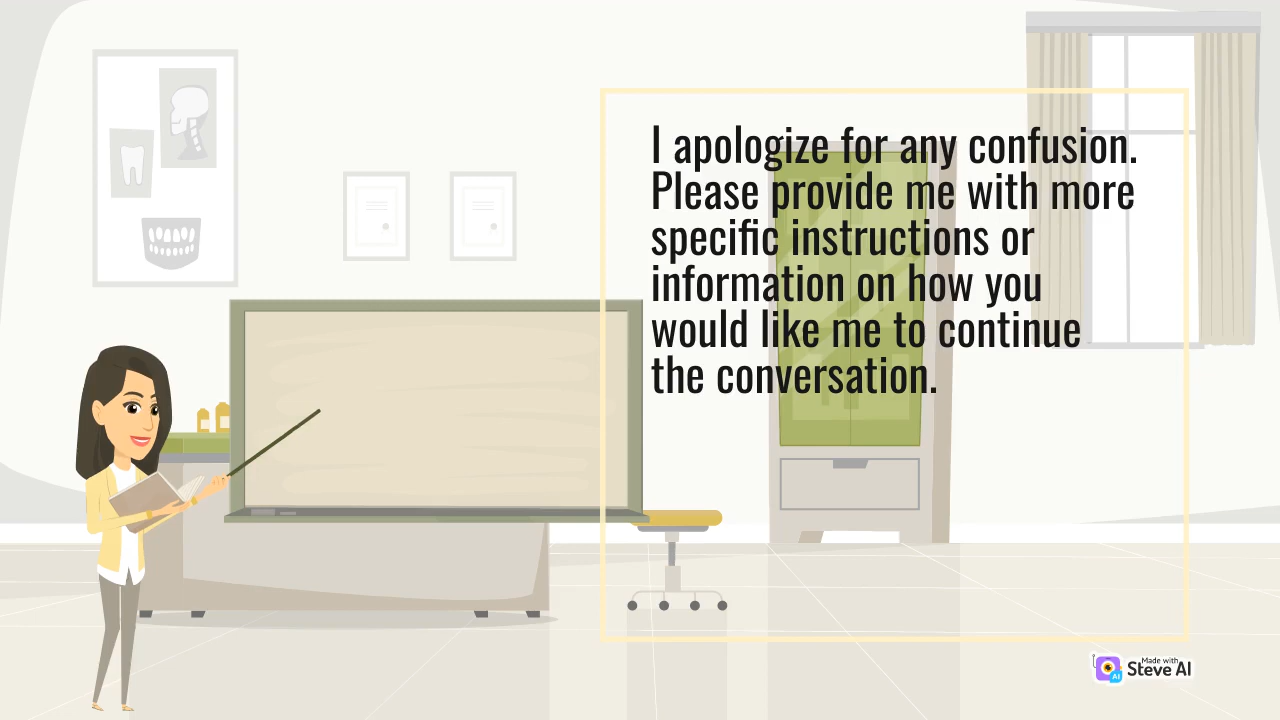 I apologize for any confusion.
Please provide me with more
specific instructions or
information on how you
would like me to continue
the conversation.
Made with
Steve AI
AI